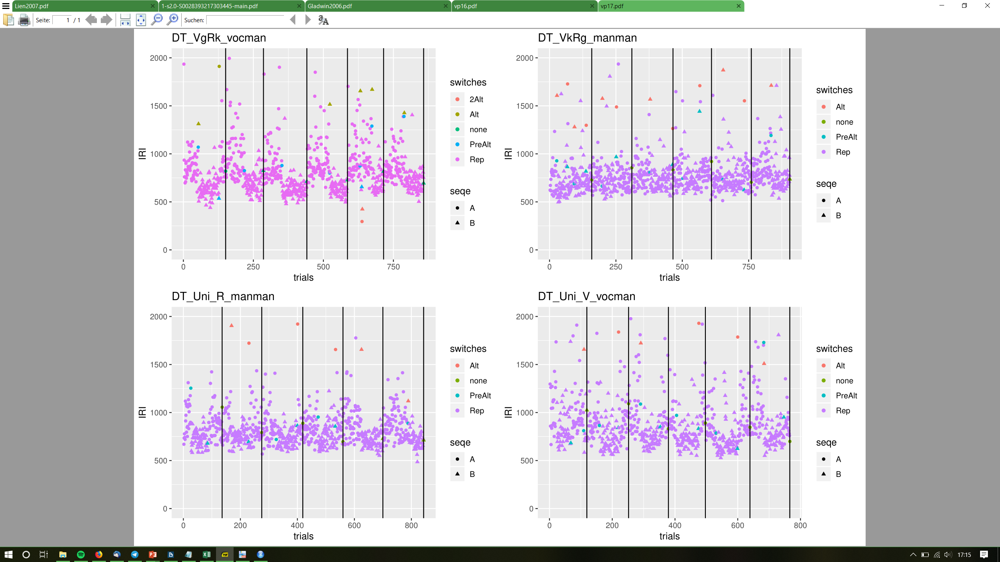 Lien2007.pdf
1-s2.0-S0028393217303445-main.pdf
Gladwin2006.pdf
vp16.pdf
vp17.pdf
Seite: 1 / 1
Suchen:
DT_VgRk_vocman
2000
1500
1000
500
0
IRI
0 250 500 750
trials
switches
2Alt
Alt
none
PreAlt
Rep
seqe
A
B
DT_VkRg_manman
2000
1500
1000
500
0
IRI
0 250 500 750
trials
switches
Alt
none
PreAlt
Rep
seqe
A
B
DT_Uni_R_manman
2000
1500
1000
500
0
IRI
0 200 400 600 800
trials
switches
Alt
none
PreAlt
Rep
seqe
A
B
DT_Uni_V_vocman
2000
1500
1000
500
0
IRI
0 200 400 600 800
trials
switches
Alt
none
PreAlt
Rep
seqe
A
B
17:15